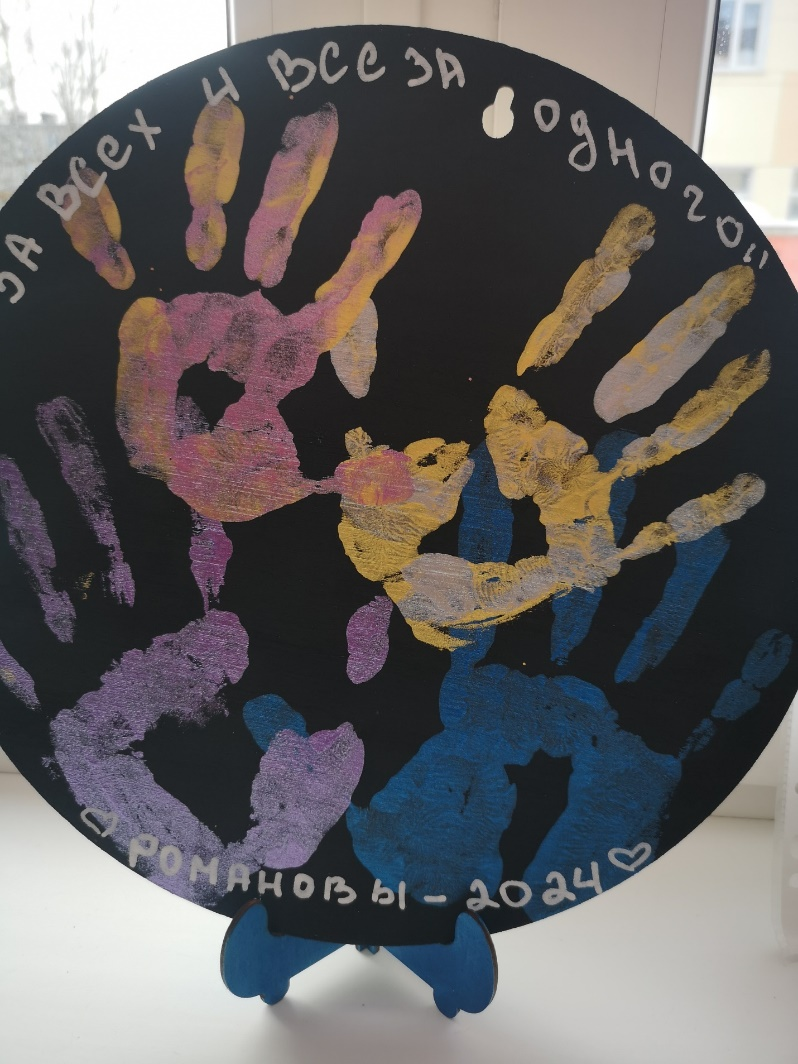 ЗА ВСЕХ И ВСЕ ЗА ОДНОГО!!
♡ РОМАНОВЫ - 2024 ♡